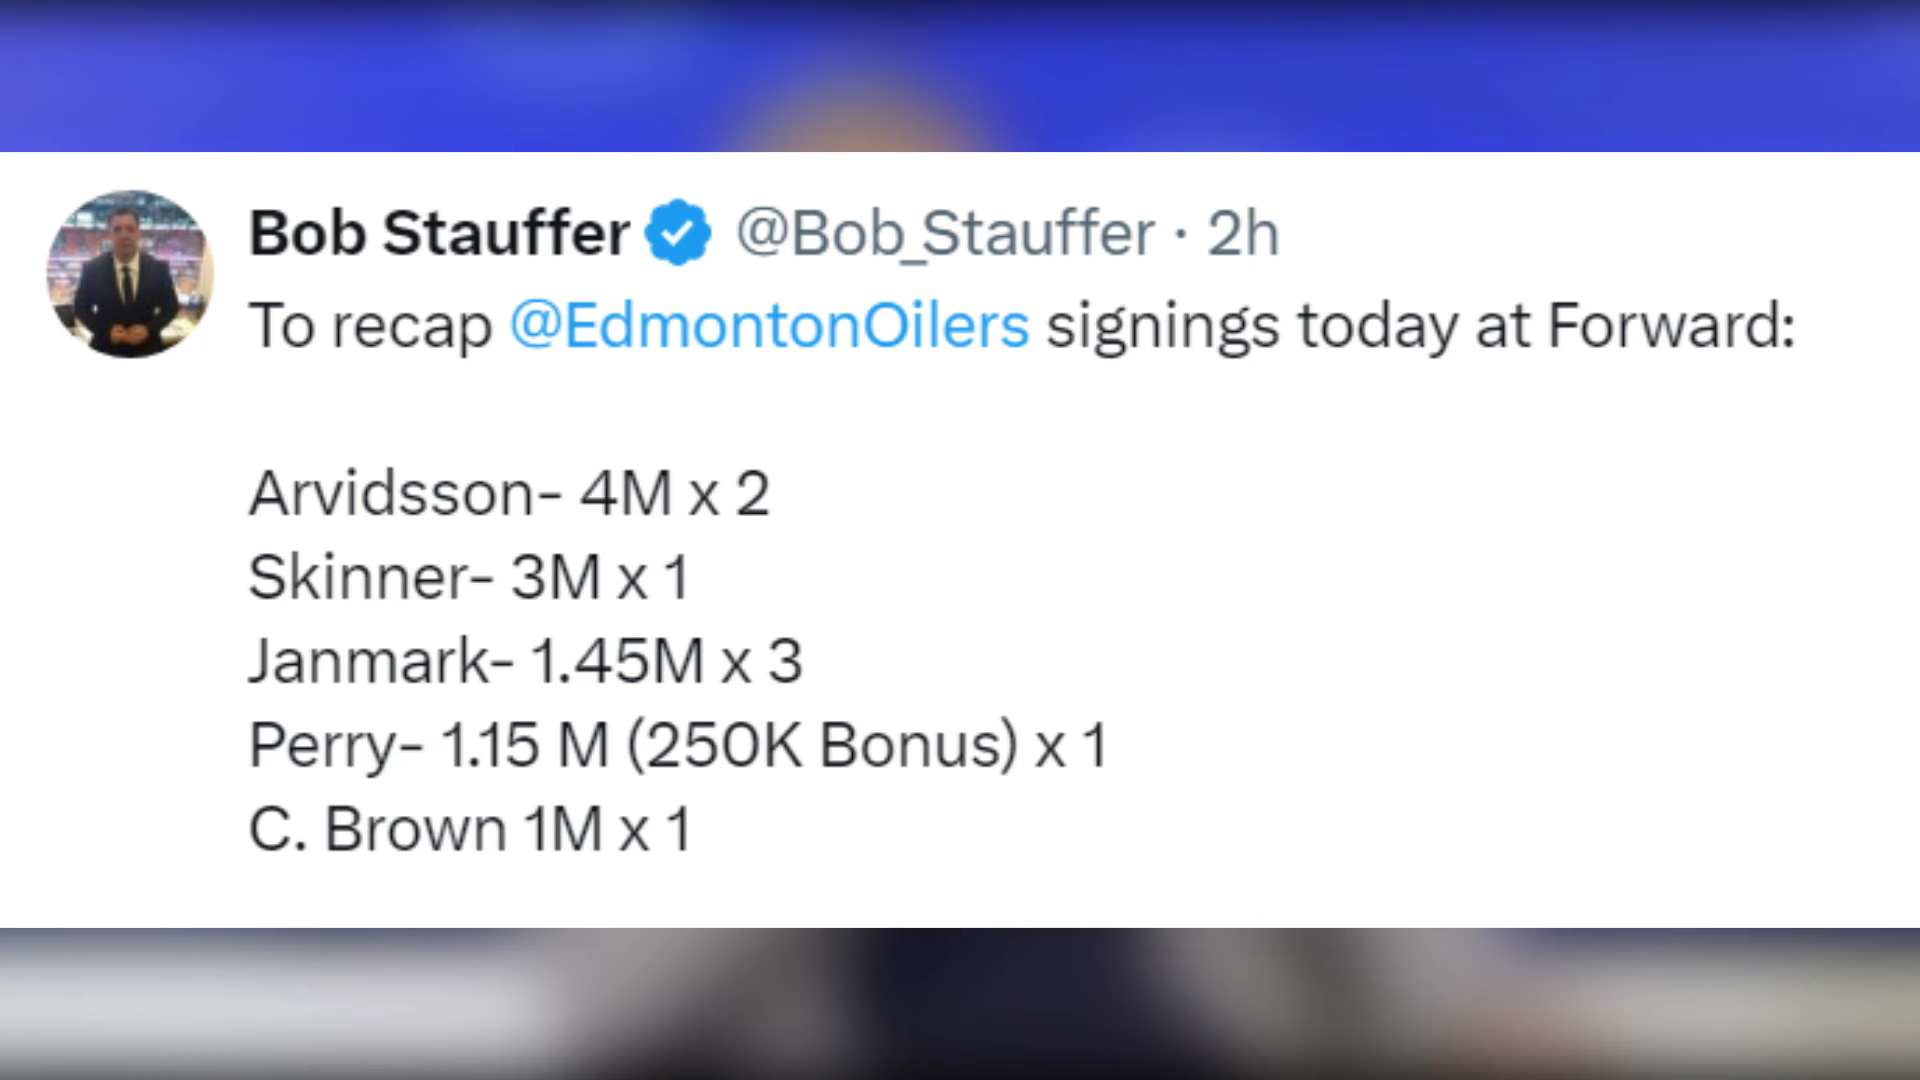 Bob Stauffer @Bob_Stauffer · 2h
To recap @EdmontonOilers signings today at Forward:
Arvidsson- 4M x 2
Skinner- 3M x 1
Janmark- 1.45M x 3
Perry- 1.15 M (250K Bonus) x 1
C. Brown 1M x 1